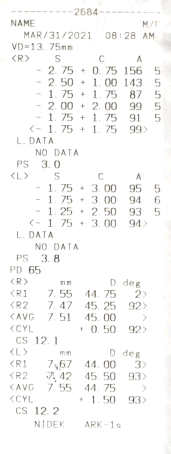 --------2684--------
NAME M/F
MAR/31/2021 08:28 AM
VD=13.75mm
<R> S C A
- 2.75 + 0.75 156 5
- 2.50 + 1.00 143 5
- 1.75 + 1.75 87 5
- 2.00 + 2.00 99 5
- 1.75 + 1.75 91 5
<- 1.75 + 1.75 99>
L.DATA
NO DATA
PS 3.0
<L> S C A
- 1.75 + 3.00 95 5
- 1.75 + 3.00 94 6
- 1.25 + 2.50 93 5
<- 1.75 + 3.00 94>
L.DATA
NO DATA
PS 3.8
PD 65
<R> mm D deg
<R1 7.55 44.75 2>
<R2 7.47 45.25 92>
<AVG 7.51 45.00 >
<CYL + 0.50 92>
CS 12.1
<L> mm D deg
<R1 7.67 44.00 3>
<R2 7.42 45.50 93>
<AVG 7.55 44.75 >
<CYL + 1.50 93>
CS 12.2
NIDEK ARK-1s